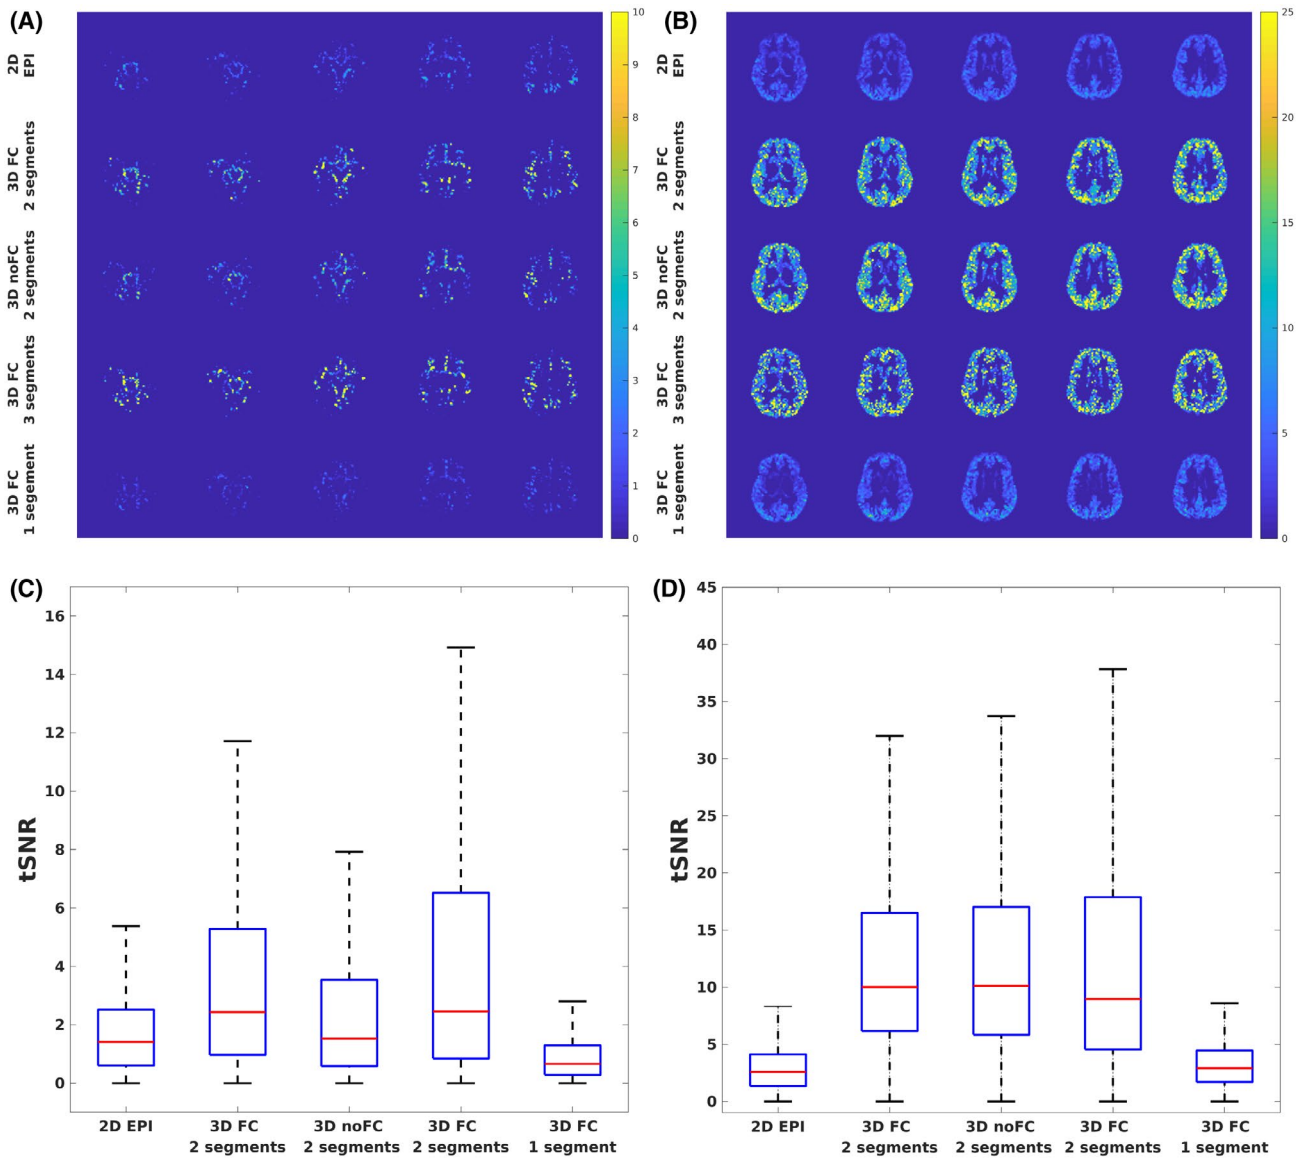 (A)
2D
EPI
3D FC
2 segments
3D noFC
2 segments
3D FC
3 segments
3D FC
1 segement
10
9
8
7
6
5
4
3
2
1
0
(B)
2D
EPI
3D FC
2 segments
3D noFC
2 segments
3D FC
3 segments
3D FC
1 segement
25
20
15
10
5
0
(C)
tSNR
16
14
12
10
8
6
4
2
0
2D EPI
3D FC
2 segments
3D noFC
2 segments
3D FC
2 segments
3D FC
1 segment
(D)
tSNR
45
40
35
30
25
20
15
10
5
0
2D EPI
3D FC
2 segments
3D noFC
2 segments
3D FC
2 segments
3D FC
1 segment